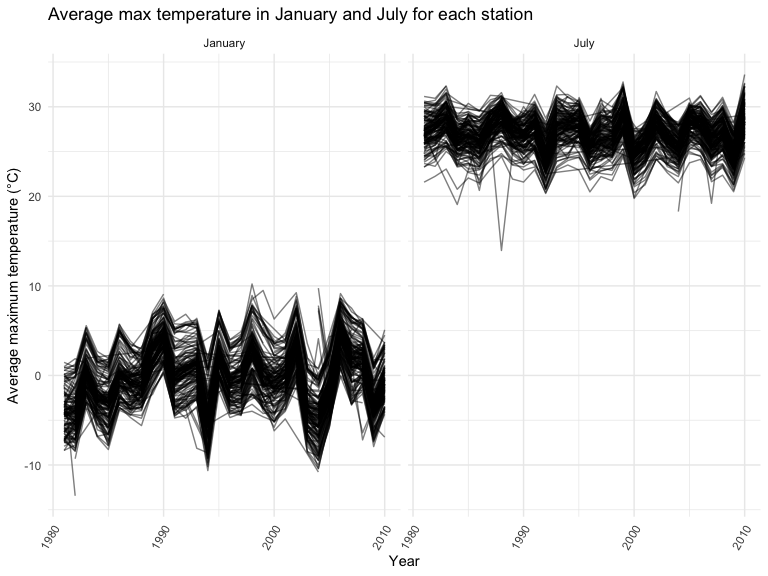 Average max temperature in January and July for each station
January July
Average maximum temperature (°C)
30
20
10
0
-10
1980 1990 2000 2010 1980 1990 2000 2010
Year